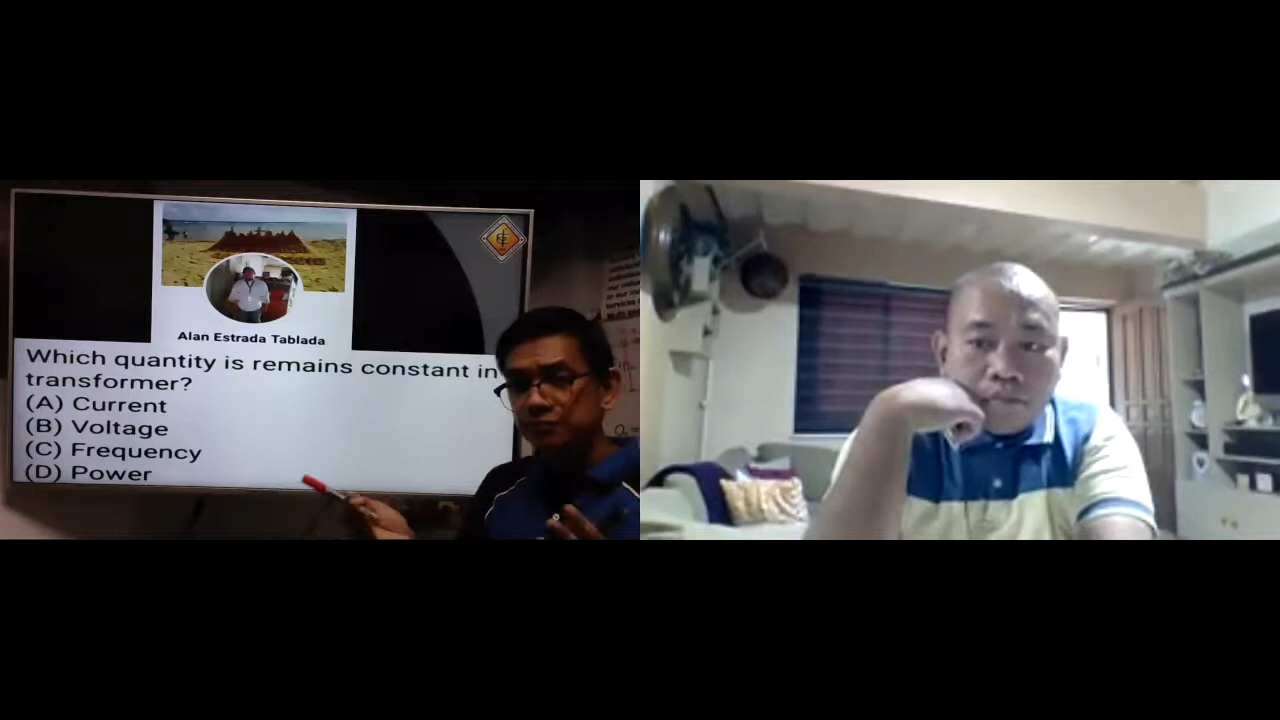 Alan Estrada Tablada
Which quantity is remains constant in
transformer?
(A) Current
(B) Voltage
(C) Frequency
(D) Power